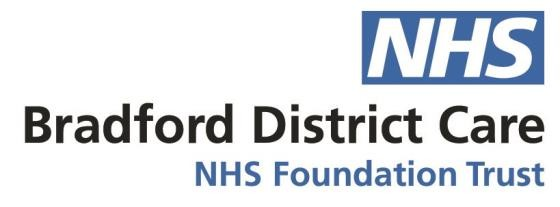 NHS
Bradford District Care
NHS Foundation Trust